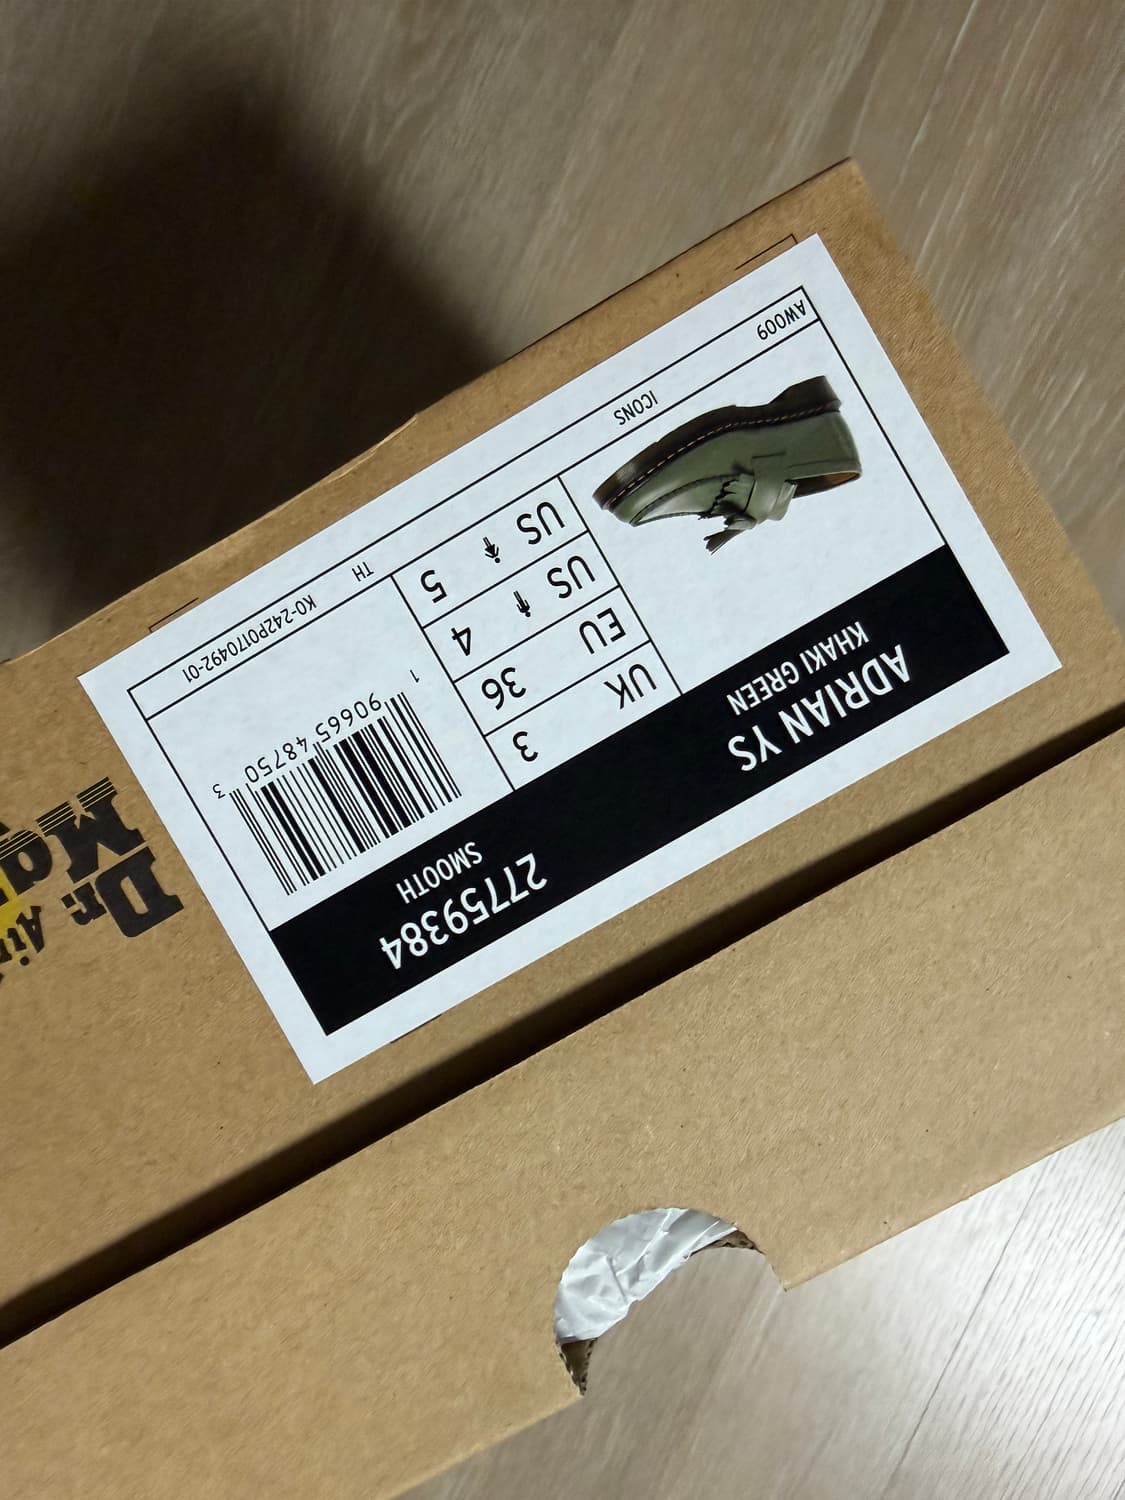 ADRIAN YS 27759384
KHAKI GREEN SMOOTH
UK 3
EU 36
US 4
US 5
1 90665 48750 3
AW009 ICONS TH K0-242P0170492-01
Dr.